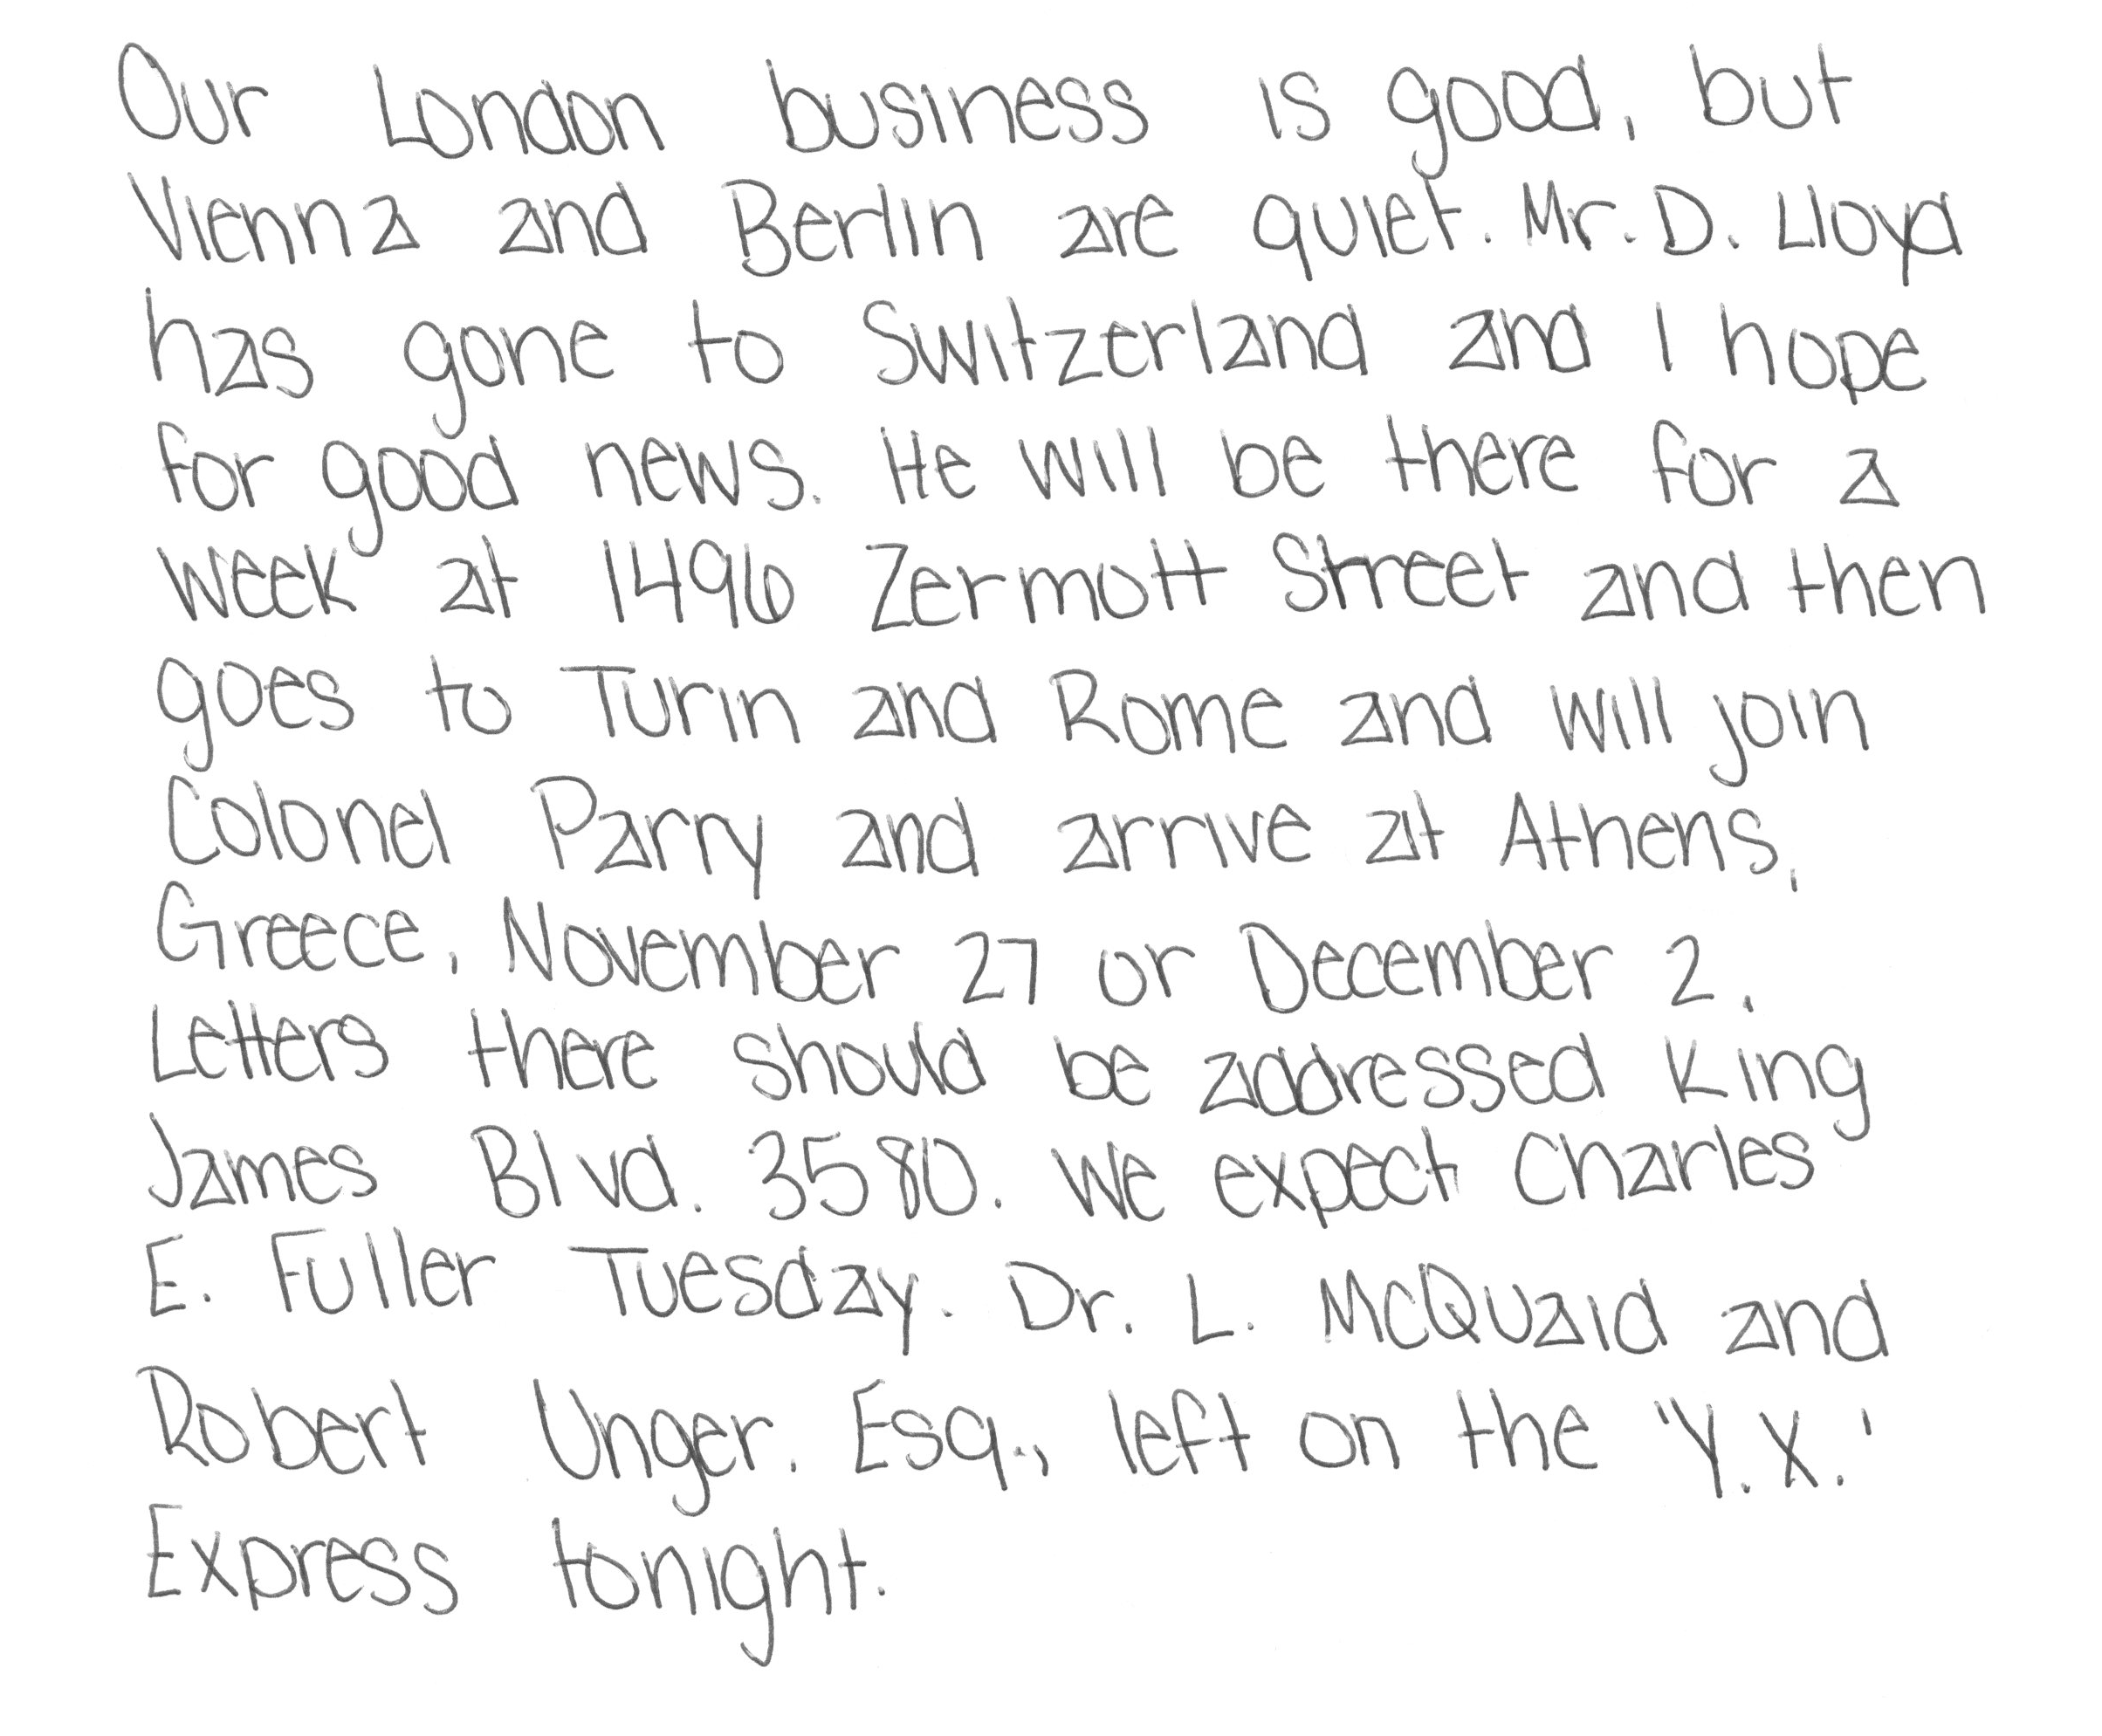 Our London business is good, but
Vienna and Berlin are quiet. Mr. D. Lloyd
has gone to Switzerland and I hope
for good news. He will be there for a
week at 1496 Zermott Street and then
goes to Turin and Rome and will join
Colonel Parry and arrive at Athens,
Greece, November 27 or December 2.
Letters there should be addressed King
James Blvd. 3580. We expect Charles
E. Fuller Tuesday. Dr. L. McQuaid and
Robert Unger, Esq., left on the 'Y.X.'
Express tonight.